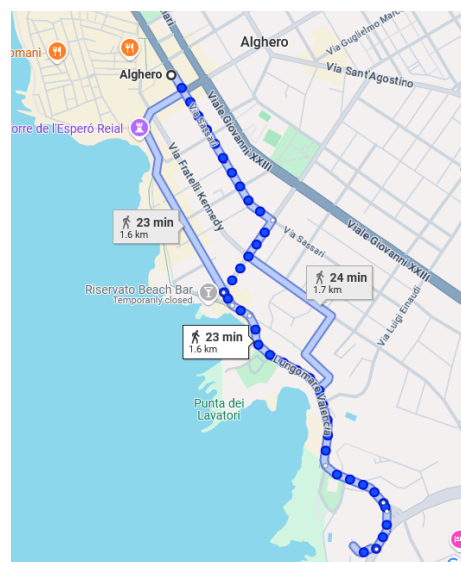 Via Guglielmo Marc
Alghero
omani
Via Sant'Agostino
Alghero
Viale Giovanni XXIII
Via Sassari
orre de l'Esperó Reial
Via Fratelli Kennedy
23 min
1.6 km
Via Sassari
Viale Giovanni XXIII
24 min
1.7 km
Riservato Beach Bar
Temporarily closed
Via Luigi Einaudi
23 min
1.6 km
Lungomare Valencia
Punta dei
Lavatori